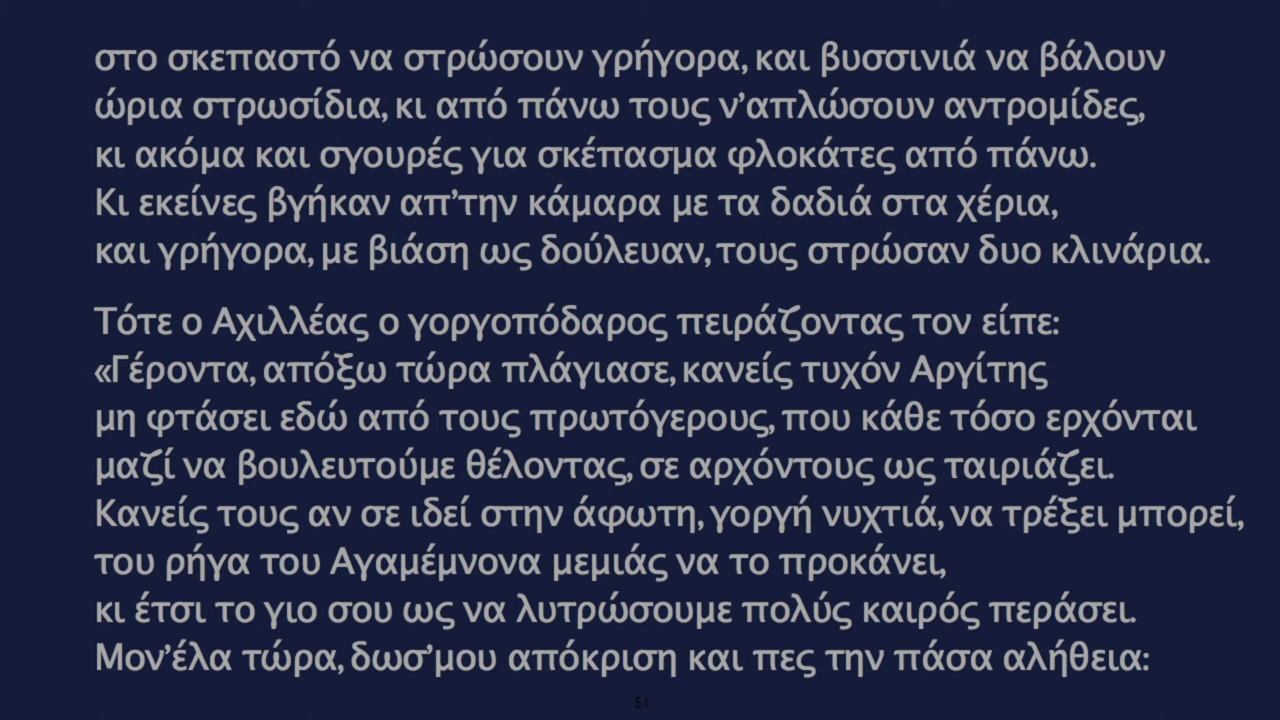 στο σκεπαστό να στρώσουν γρήγορα, και βυσσινιά να βάλουν
ώρια στρωσίδια, κι από πάνω τους ν’απλώσουν αντρομίδες,
κι ακόμα και σγουρές για σκέπασμα φλοκάτες από πάνω.
Κι εκείνες βγήκαν απ’την κάμαρα με τα δαδιά στα χέρια,
και γρήγορα, με βιάση ως δούλευαν, τους στρώσαν δυο κλινάρια.
Τότε ο Αχιλλέας ο γοργοπόδαρος πειράζοντας τον είπε:
«Γέροντα, απόξω τώρα πλάγιασε, κανείς τυχόν Αργίτης
μη φτάσει εδώ από τους πρωτόγερους, που κάθε τόσο ερχόνται
μαζί να βουλευτούμε θέλοντας, σε αρχόντους ως ταιριάζει.
Κανείς τους αν σε ιδεί στην άφωτη, γοργή νυχτιά, να τρέξει μπορεί,
του ρήγα του Αγαμέμνονα μεμιάς να το προκάνει,
κι έτσι το γιο σου ως να λυτρώσουμε πολύς καιρός περάσει.
Μον’έλα τώρα, δωσ’μου απόκριση και πες την πάσα αλήθεια:
51